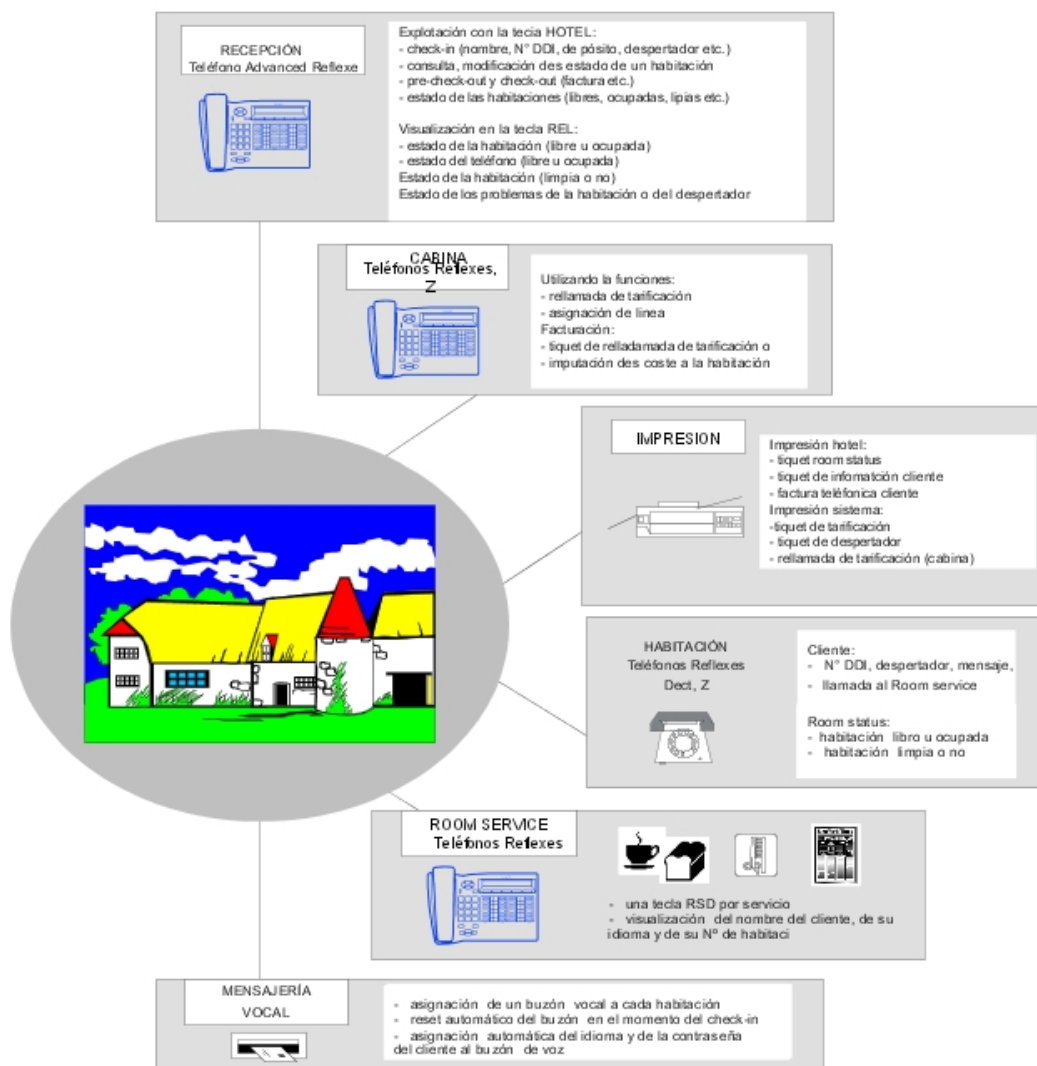 RECEPCIÓN
Teléfono Advanced Reflexe
Explotación con la tecia HOTEL:
- check-in (nombre, N° DDI, de pósito, despertador etc.)
- consulta, modificación des estado de un habitación
- pre-check-out y check-out (factura etc.)
- estado de las habitaciones (libres, ocupadas, lipias etc.)
Visualización en la tecla REL:
- estado de la habitación (libre u ocupada)
- estado del teléfono (libre u ocupada)
Estado de la habitación (limpia o no)
Estado de los problemas de la habitación o del despertador
CABINA
Teléfonos Reflexes,
Z
Utilizando la funciones:
- rellamada de tarificación
- asignación de linea
Facturación:
- tiquet de relladamada de tarificación o
- imputación des coste a la habitación
IMPRESION
Impresión hotel:
- tiquet room status
- tiquet de infomatción cliente
- factura teléfonica cliente
Impresión sistema:
-tiquet de tarificación
- tiquet de despertador
- rellamada de tarificación (cabina)
HABITACIÓN
Teléfonos Reflexes
Dect, Z
Cliente:
- N° DDI, despertador, mensaje,
- llamada al Room service
Room status:
- habitación libro u ocupada
- habitación limpia o no
ROOM SERVICE
Teléfonos Reflexes
- una tecla RSD por servicio
- visualización del nombre del cliente, de su
idioma y de su Nº de habitaci
MENSAJERÍA
VOCAL
- asignación de un buzón vocal a cada habitación
- reset automático del buzón en el momento del check-in
- asignación automática del idioma y de la contraseña
del cliente al buzón de voz